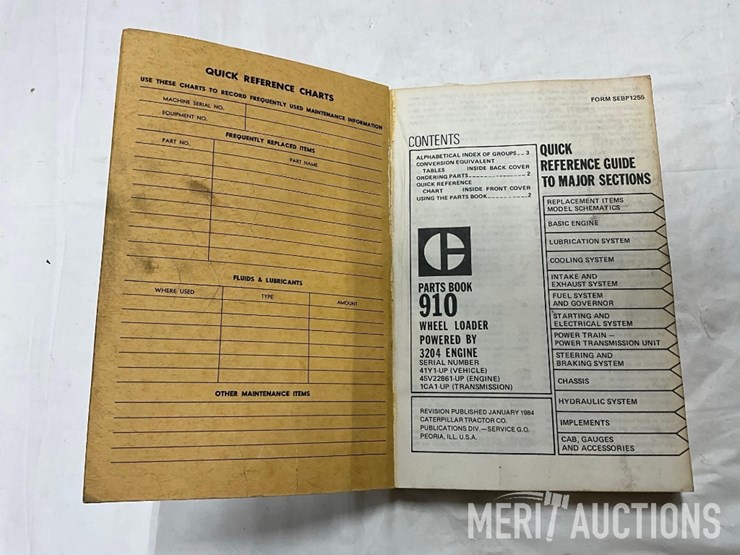 QUICK REFERENCE CHARTS
USE THESE CHARTS TO RECORD FREQUENTLY USED MAINTENANCE INFORMATION
MACHINE SERIAL NO.
EQUIPMENT NO.
FREQUENTLY REPLACED ITEMS
PART NO. PART NAME
FLUIDS & LUBRICANTS
WHERE USED TYPE AMOUNT
OTHER MAINTENANCE ITEMS
FORM SEBP1255
CONTENTS
ALPHABETICAL INDEX OF GROUPS__3
CONVERSION EQUIVALENT
TABLES INSIDE BACK COVER
ORDERING PARTS__________2
QUICK REFERENCE
CHART INSIDE FRONT COVER
USING THE PARTS BOOK________2
C
PARTS BOOK
910
WHEEL LOADER
POWERED BY
3204 ENGINE
SERIAL NUMBER
41Y1-UP (VEHICLE)
45V22861-UP (ENGINE)
1CA1-UP (TRANSMISSION)
REVISION PUBLISHED JANUARY 1984
CATERPILLAR TRACTOR CO.
PUBLICATIONS DIV.—SERVICE G.O.
PEORIA, ILL. U.S.A.
QUICK
REFERENCE GUIDE
TO MAJOR SECTIONS
REPLACEMENT ITEMS
MODEL SCHEMATICS
BASIC ENGINE
LUBRICATION SYSTEM
COOLING SYSTEM
INTAKE AND
EXHAUST SYSTEM
FUEL SYSTEM
AND GOVERNOR
STARTING AND
ELECTRICAL SYSTEM
POWER TRAIN —
POWER TRANSMISSION UNIT
STEERING AND
BRAKING SYSTEM
CHASSIS
HYDRAULIC SYSTEM
IMPLEMENTS
CAB, GAUGES
AND ACCESSORIES
MERIT AUCTIONS